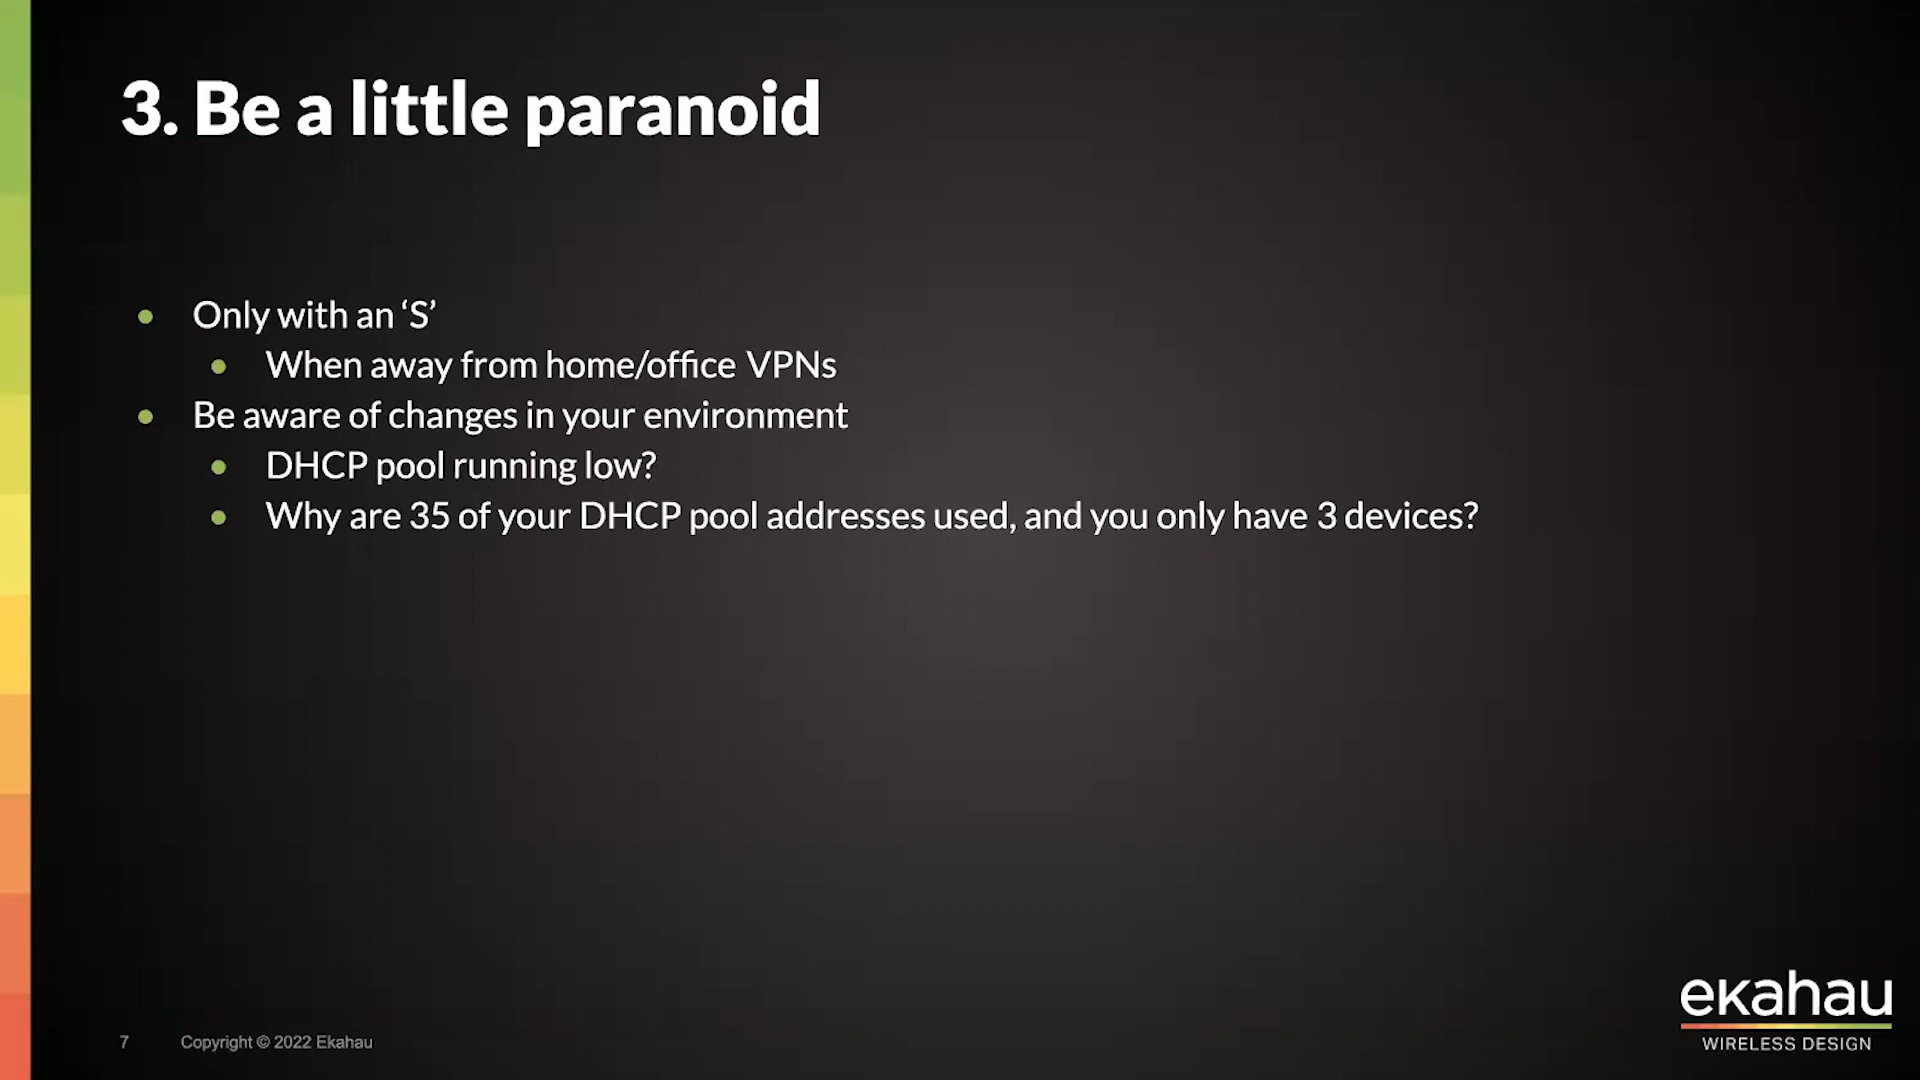 3. Be a little paranoid
Only with an ‘S’
When away from home/office VPNs
Be aware of changes in your environment
DHCP pool running low?
Why are 35 of your DHCP pool addresses used, and you only have 3 devices?
7 Copyright © 2022 Ekahau
ekahau
WIRELESS DESIGN